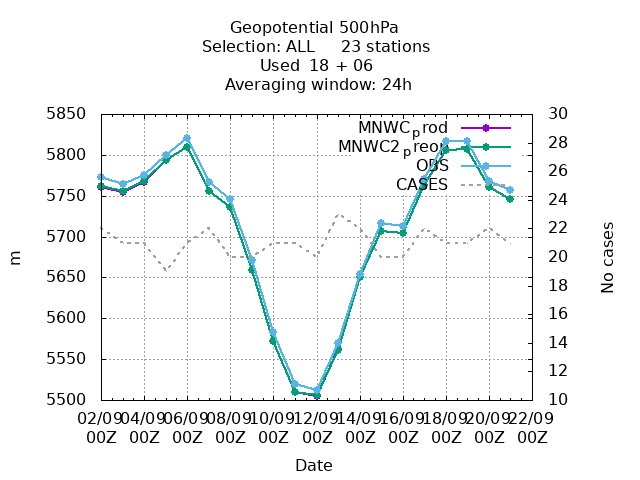 Geopotential 500hPa
Selection: ALL 23 stations
Used 18 + 06
Averaging window: 24h
MNWC_prod
MNWC2_preop
OBS
CASES
5850
5800
5750
5700
5650
5600
5550
5500
m
30
28
26
24
22
20
18
16
14
12
10
No cases
02/09 04/09 06/09 08/09 10/09 12/09 14/09 16/09 18/09 20/09 22/09
00Z 00Z 00Z 00Z 00Z 00Z 00Z 00Z 00Z 00Z 00Z
Date